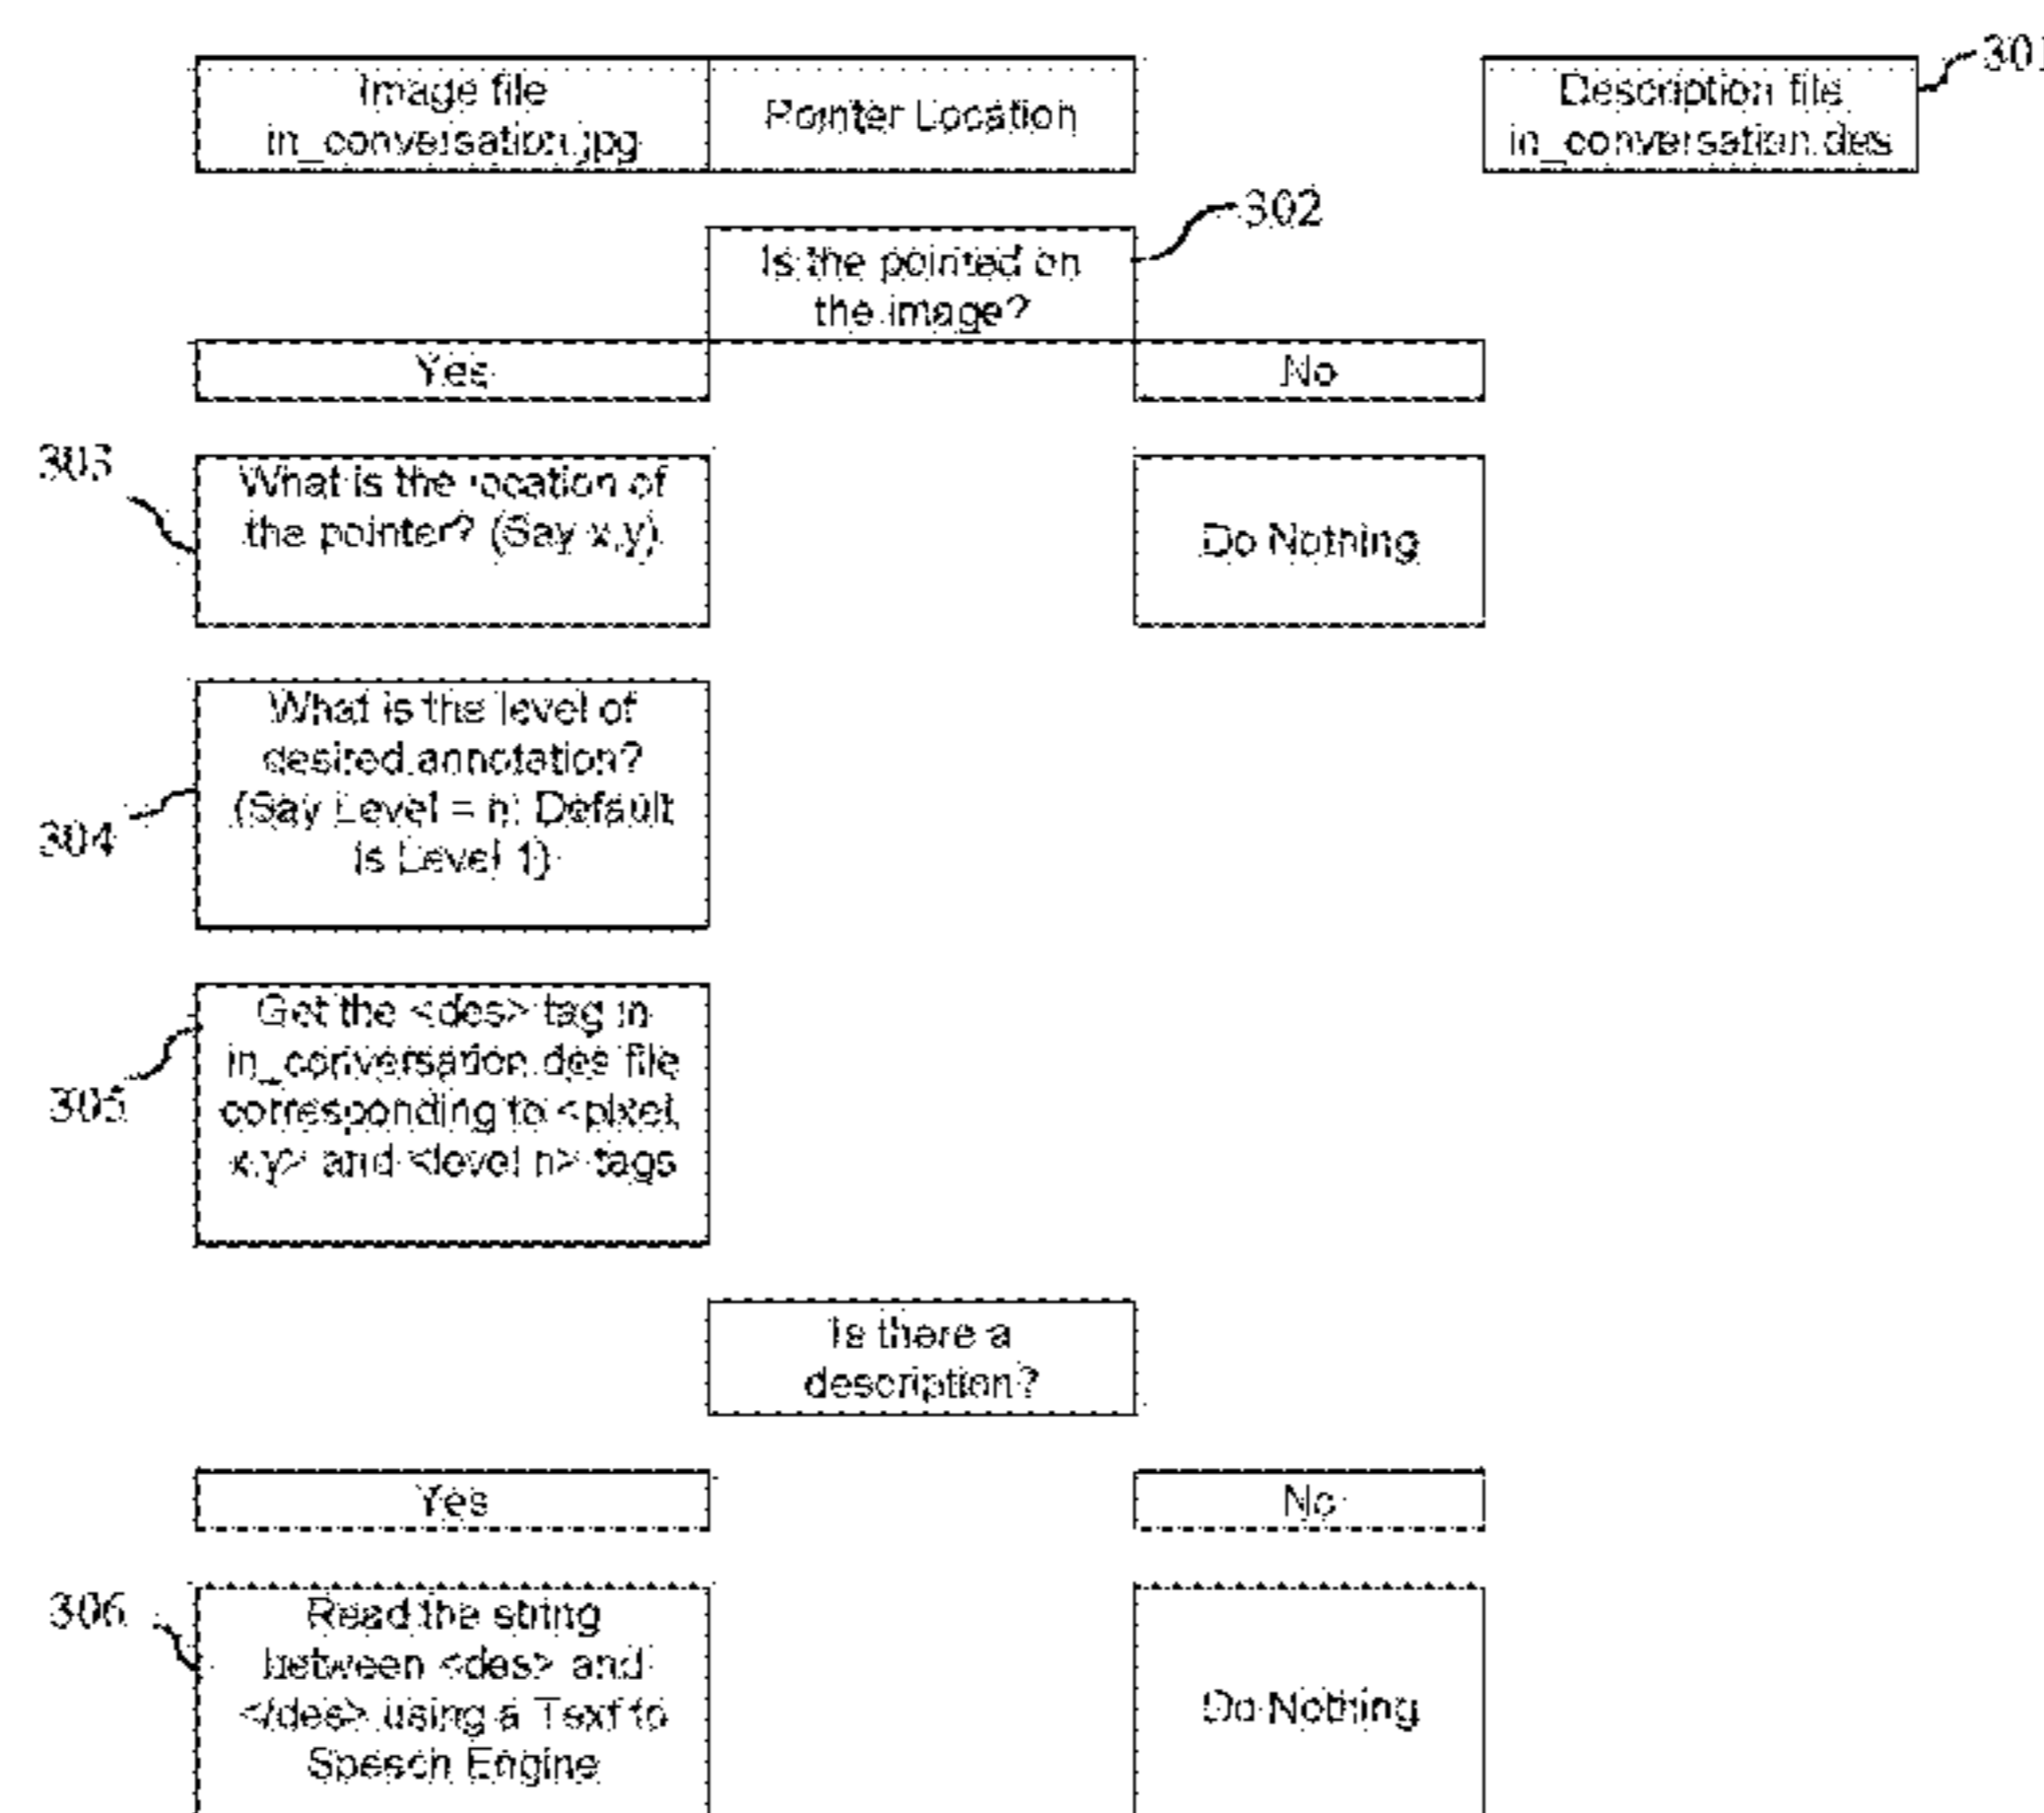 Image file
in_conversation.jpg
Pointer Location
Description file
in_conversation.des
301
302
Is the pointed on
the image?
Yes
No
303
What is the location of
the pointer? (Say x,y)
Do Nothing
304
What is the level of
desired annotation?
(Say Level = n; Default
is Level 1)
305
Get the <des> tag in
in_conversation.des file
corresponding to <pixel
x,y> and <level n> tags
Is there a
description?
Yes
No
306
Read the string
between <des> and
</des> using a Text to
Speech Engine
Do Nothing